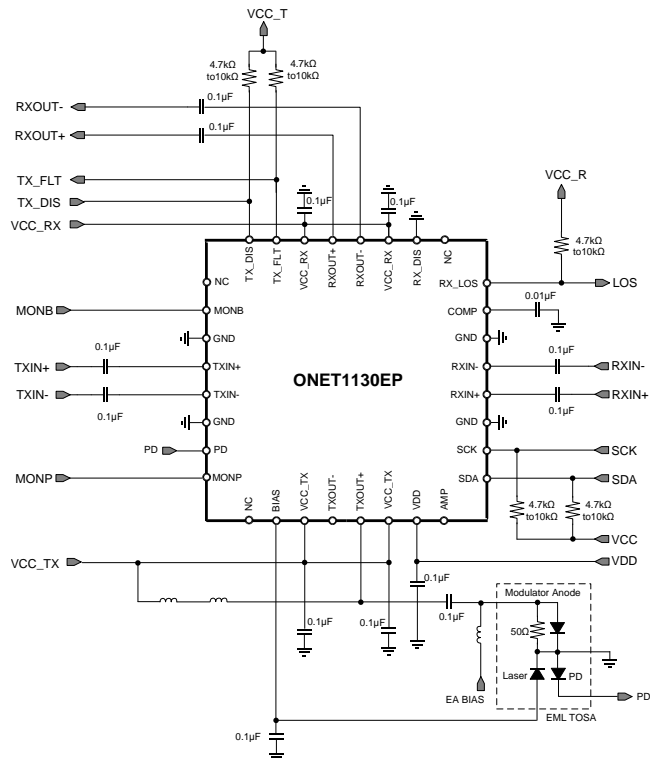 VCC_T
4.7kΩ
to10kΩ
4.7kΩ
to10kΩ
RXOUT-
0.1µF
RXOUT+
0.1µF
TX_FLT
TX_DIS
VCC_RX
0.1µF
0.1µF
VCC_R
4.7kΩ
to10kΩ
TX_DIS
TX_FLT
VCC_RX
RXOUT+
RXOUT-
VCC_RX
RX_DIS
NC
NC
RX_LOS
LOS
MONB
MONB
COMP
0.01µF
GND
GND
TXIN+
0.1µF
TXIN+
ONET1130EP
RXIN-
0.1µF
RXIN-
TXIN-
0.1µF
TXIN-
RXIN+
0.1µF
RXIN+
GND
GND
PD
PD
SCK
SCK
MONP
MONP
SDA
SDA
NC
BIAS
VCC_TX
TXOUT-
TXOUT+
VCC_TX
VDD
AMP
4.7kΩ
to10kΩ
4.7kΩ
to10kΩ
VCC
VCC_TX
VDD
0.1µF
Modulator Anode
0.1µF
0.1µF
0.1µF
50Ω
Laser
PD
EA BIAS
PD
EML TOSA
0.1µF